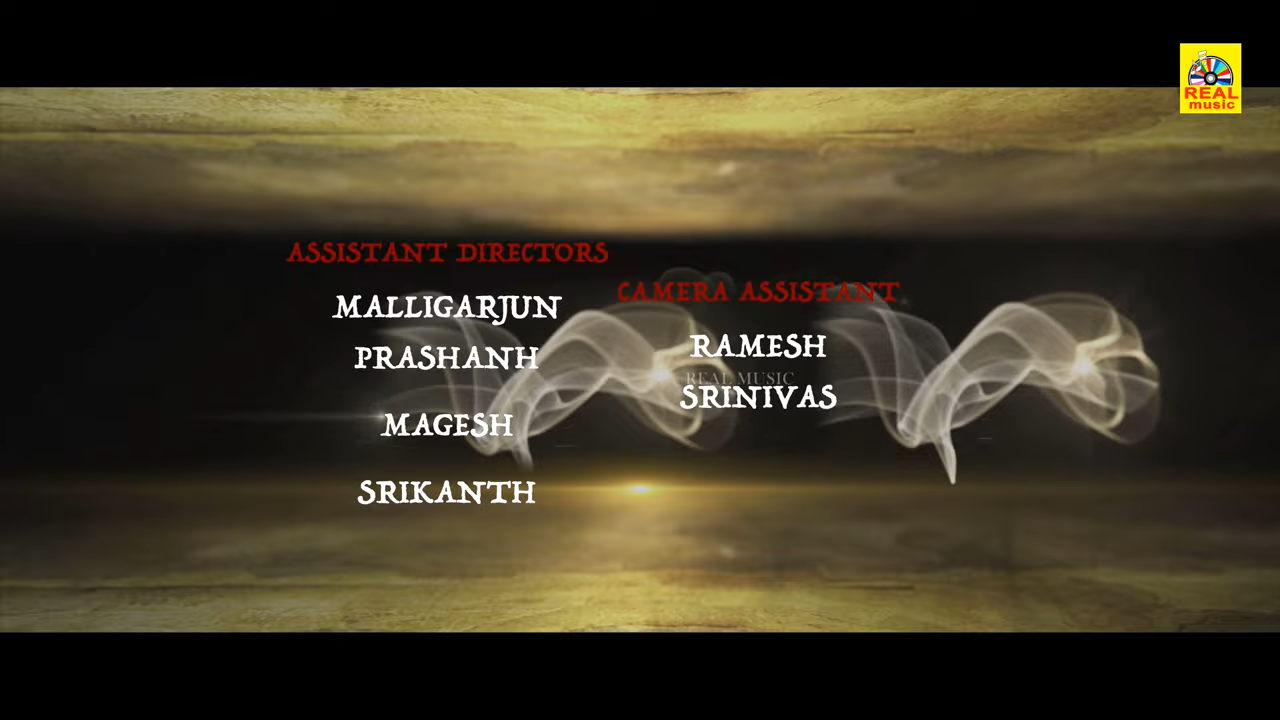 REAL
music
ASSISTANT DIRECTORS
MALLIGARJUN
PRASHANH
MAGESH
SRIKANTH
CAMERA ASSISTANT
RAMESH
REAL MUSIC
SRINIVAS